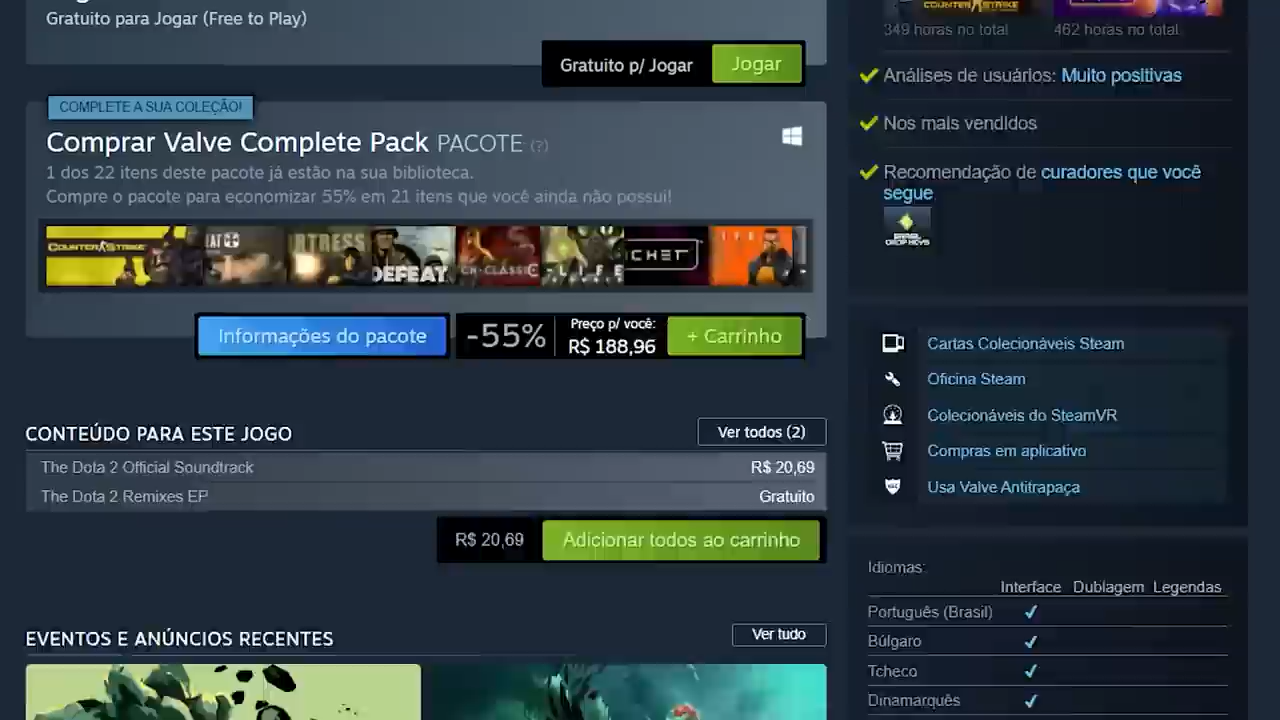 Gratuito para Jogar (Free to Play)
Gratuito p/ Jogar
Jogar
COMPLETE A SUA COLEÇÃO!
Comprar Valve Complete Pack PACOTE (?)
1 dos 22 itens deste pacote já estão na sua biblioteca.
Compre o pacote para economizar 55% em 21 itens que você ainda não possui!
COUNTER STRIKE
DEFEAT
Informações do pacote
-55%
Preço p/ você:
R$ 188,96
+ Carrinho
CONTEÚDO PARA ESTE JOGO
Ver todos (2)
The Dota 2 Official Soundtrack
R$ 20,69
The Dota 2 Remixes EP
Gratuito
R$ 20,69
Adicionar todos ao carrinho
EVENTOS E ANÚNCIOS RECENTES
Ver tudo
COUNTER STRIKE
349 horas no total
462 horas no total
Análises de usuários: Muito positivas
Nos mais vendidos
Recomendação de curadores que você
segue
Cartas Colecionáveis Steam
Oficina Steam
Colecionáveis do SteamVR
Compras em aplicativo
Usa Valve Antitrapaça
Idiomas:
Interface Dublagem Legendas
Português (Brasil)
Búlgaro
Tcheco
Dinamarquês